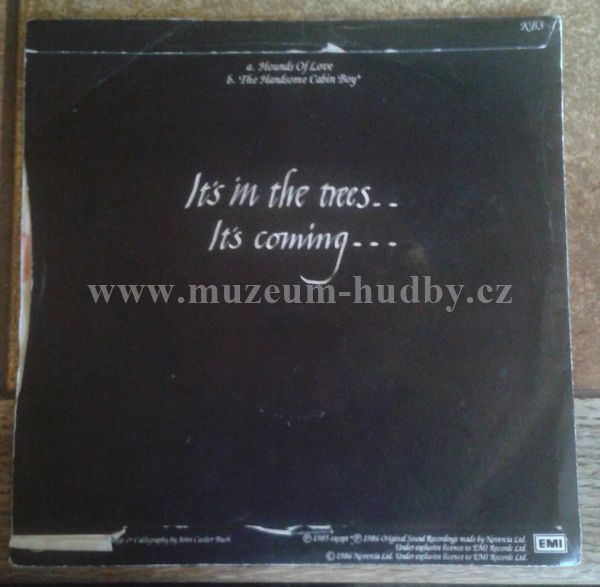 KB3
a. Hounds Of Love
b. The Handsome Cabin Boy*
It's in the trees..
It's coming...
www.muzeum-hudby.cz
& Calligraphy by John Carder Bush
Ⓟ 1985 except *Ⓟ 1986 Original Sound Recordings made by Novercia Ltd.
Under exclusive licence to EMI Records Ltd.
© 1986 Novercia Ltd. Under exclusive licence to EMI Records Ltd.
EMI